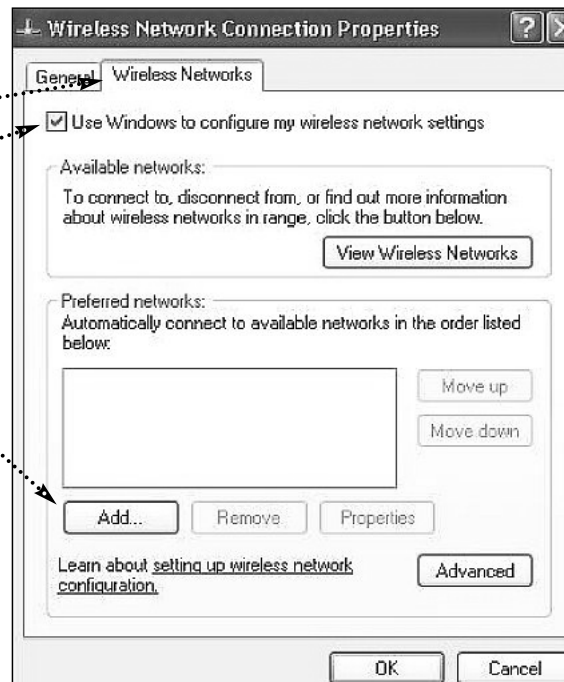 Wireless Network Connection Properties
General Wireless Networks
Use Windows to configure my wireless network settings
Available networks:
To connect to, disconnect from, or find out more information
about wireless networks in range, click the button below.
View Wireless Networks
Preferred networks:
Automatically connect to available networks in the order listed
below:
Move up
Move down
Add... Remove Properties
Learn about setting up wireless network
configuration.
Advanced
OK Cancel